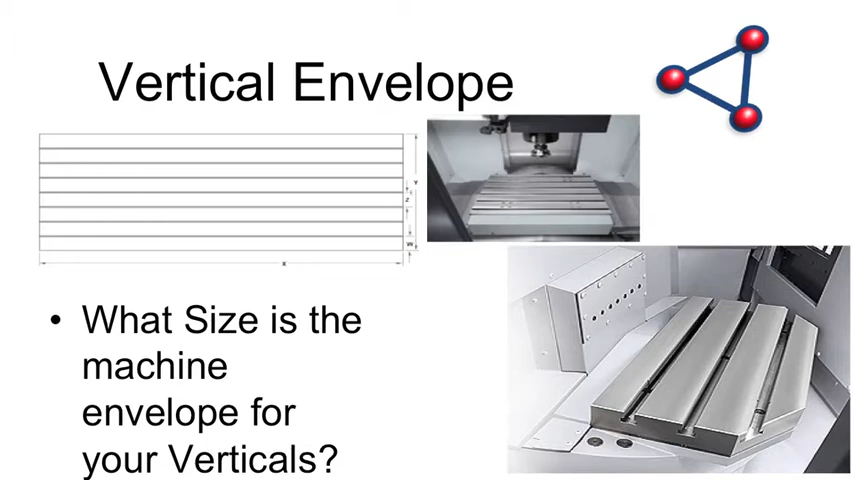 Vertical Envelope
Y
Z
W
X
• What Size is the
machine
envelope for
your Verticals?